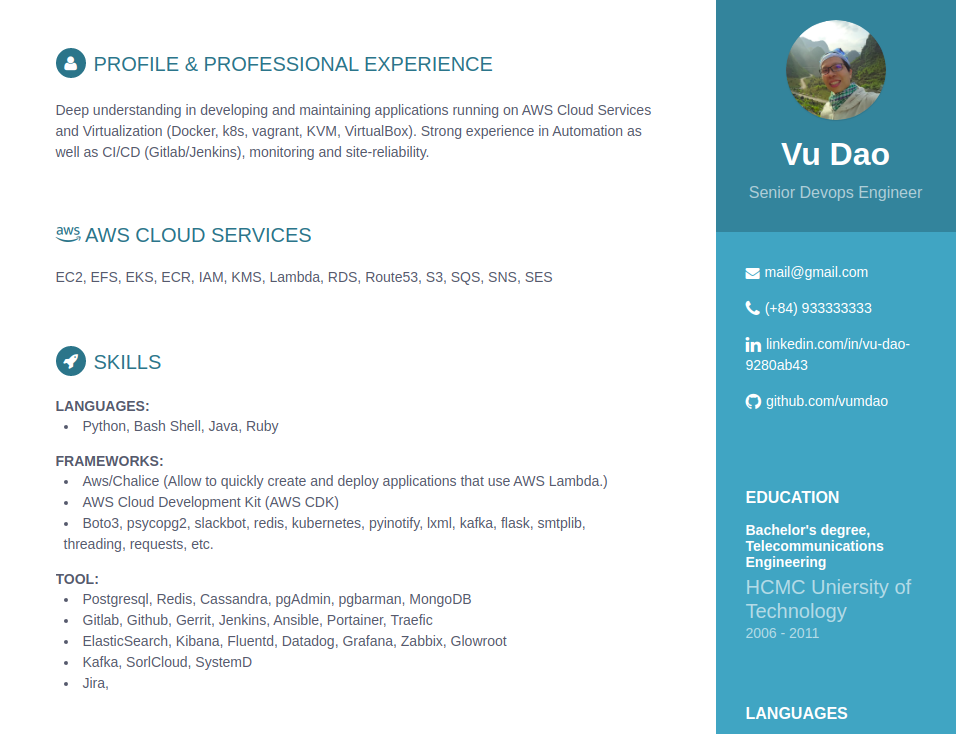 PROFILE & PROFESSIONAL EXPERIENCE
Deep understanding in developing and maintaining applications running on AWS Cloud Services
and Virtualization (Docker, k8s, vagrant, KVM, VirtualBox). Strong experience in Automation as
well as CI/CD (Gitlab/Jenkins), monitoring and site-reliability.
aws AWS CLOUD SERVICES
EC2, EFS, EKS, ECR, IAM, KMS, Lambda, RDS, Route53, S3, SQS, SNS, SES
SKILLS
LANGUAGES:
• Python, Bash Shell, Java, Ruby
FRAMEWORKS:
• Aws/Chalice (Allow to quickly create and deploy applications that use AWS Lambda.)
• AWS Cloud Development Kit (AWS CDK)
• Boto3, psycopg2, slackbot, redis, kubernetes, pyinotify, lxml, kafka, flask, smtplib,
threading, requests, etc.
TOOL:
• Postgresql, Redis, Cassandra, pgAdmin, pgbarman, MongoDB
• Gitlab, Github, Gerrit, Jenkins, Ansible, Portainer, Traefic
• ElasticSearch, Kibana, Fluentd, Datadog, Grafana, Zabbix, Glowroot
• Kafka, SorlCloud, SystemD
• Jira,
Vu Dao
Senior Devops Engineer
mail@gmail.com
(+84) 933333333
linkedin.com/in/vu-dao-
9280ab43
github.com/vumdao
EDUCATION
Bachelor's degree,
Telecommunications
Engineering
HCMC Uniersity of
Technology
2006 - 2011
LANGUAGES